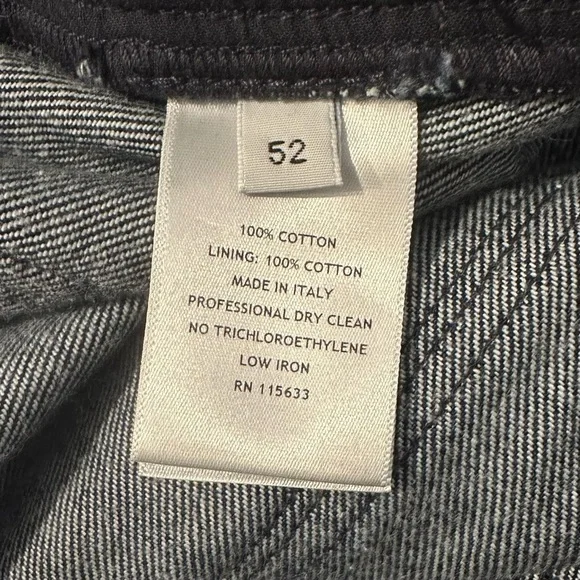 52
100% COTTON
LINING: 100% COTTON
MADE IN ITALY
PROFESSIONAL DRY CLEAN
NO TRICHLOROETHYLENE
LOW IRON
RN 115633